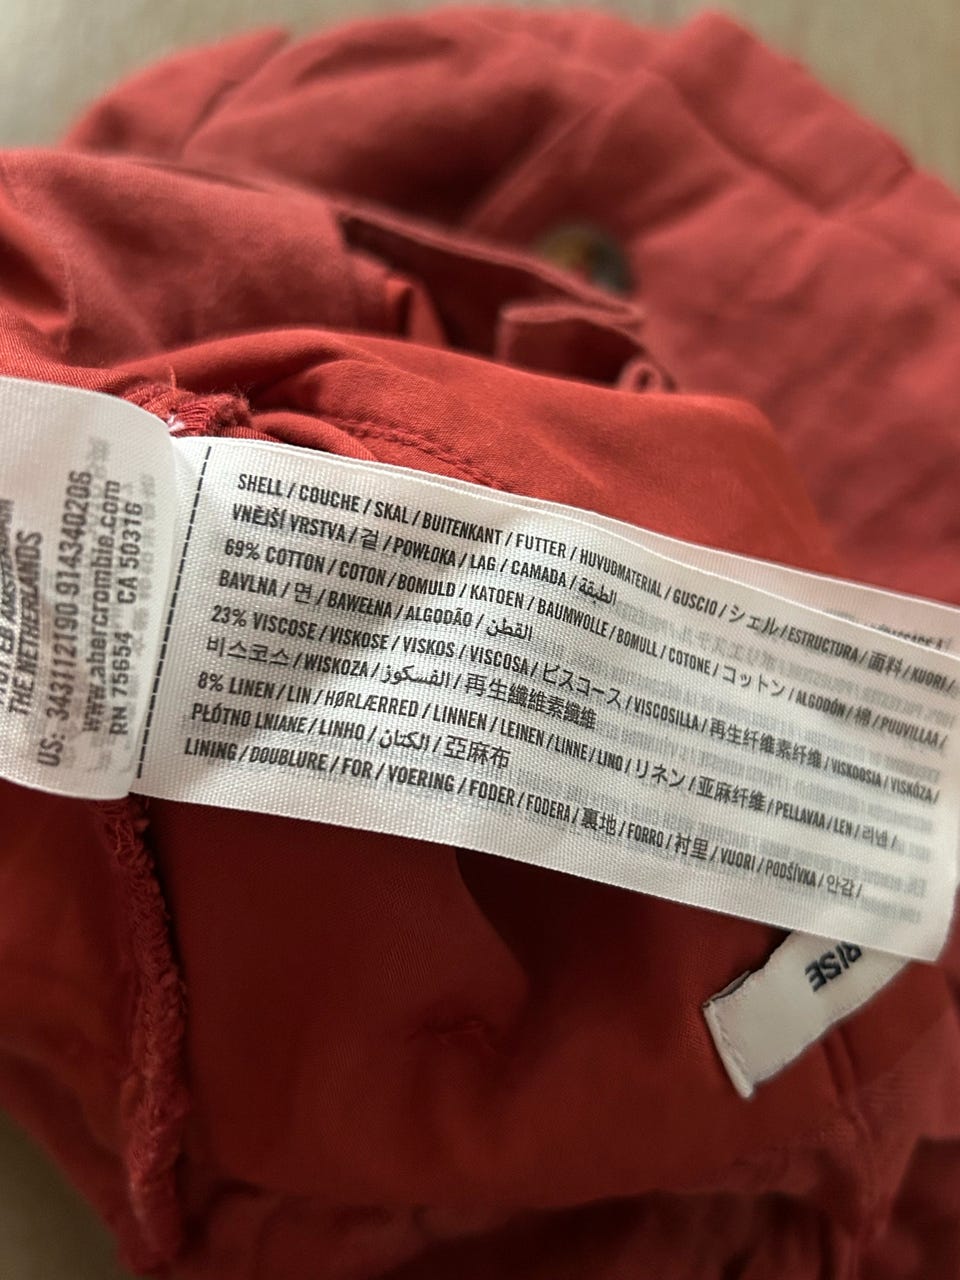 THE NETHERLANDS
US: 343112190 9143440206
www.abercrombie.com
RN 75654 CA 50316
SHELL / COUCHE / SKAL / BUITENKANT / FUTTER / HUVUDMATERIAL / GUSCIO / シェル / ESTRUCTURA / 面料 / KUORI /
VNĚJŠÍ VRSTVA / 겉 / POWŁOKA / LAG / CAMADA / الطبقة /
69% COTTON / COTON / BOMULD / KATOEN / BAUMWOLLE / BOMULL / COTONE / コットン / ALGODÓN / 棉 / PUUVILLAA /
BAVLNA / 면 / BAWEŁNA / ALGODÃO / القطن
23% VISCOSE / VISKOSE / VISKOS / VISCOSA / ビスコース / VISCOSILLA / 再生纤维素纤维 / VISKOOSIA / VISKÓZA /
비스코스 / WISKOZA / الفسكوز / 再生纖維素纖維
8% LINEN / LIN / HØRLÆRRED / LINNEN / LEINEN / LINNE / LINO / リネン / 亚麻纤维 / PELLAVAA / LEN / 리넨 /
PŁÓTNO LNIANE / LINHO / الكتان / 亞麻布
LINING / DOUBLURE / FOR / VOERING / FODER / FODERA / 裏地 / FORRO / 衬里 / VUORI / PODŠÍVKA / 안감 /
RISE